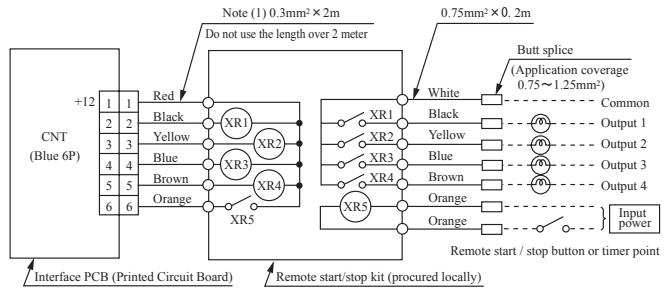 Note (1) 0.3mm² × 2m
Do not use the length over 2 meter
0.75mm² × 0. 2m
Butt splice
(Application coverage
0.75~1.25mm²)
CNT
(Blue 6P)
+12
1 1 Red
2 2 Black
3 3 Yellow
4 4 Blue
5 5 Brown
6 6 Orange
XR1
XR2
XR3
XR4
XR5
XR1
XR2
XR3
XR4
XR5
White
Common
Black
Output 1
Yellow
Output 2
Blue
Output 3
Brown
Output 4
Orange
Orange
Input
power
Remote start / stop button or timer point
Interface PCB (Printed Circuit Board)
Remote start/stop kit (procured locally)